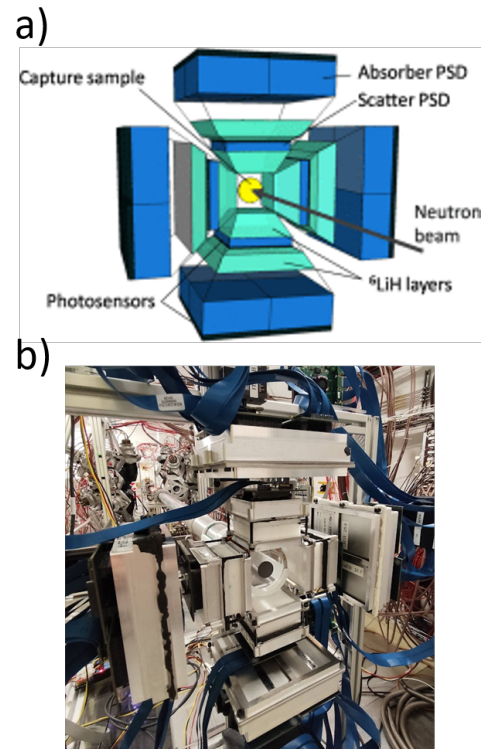 a)
Capture sample
Absorber PSD
Scatter PSD
Neutron
beam
⁶LiH layers
Photosensors
b)